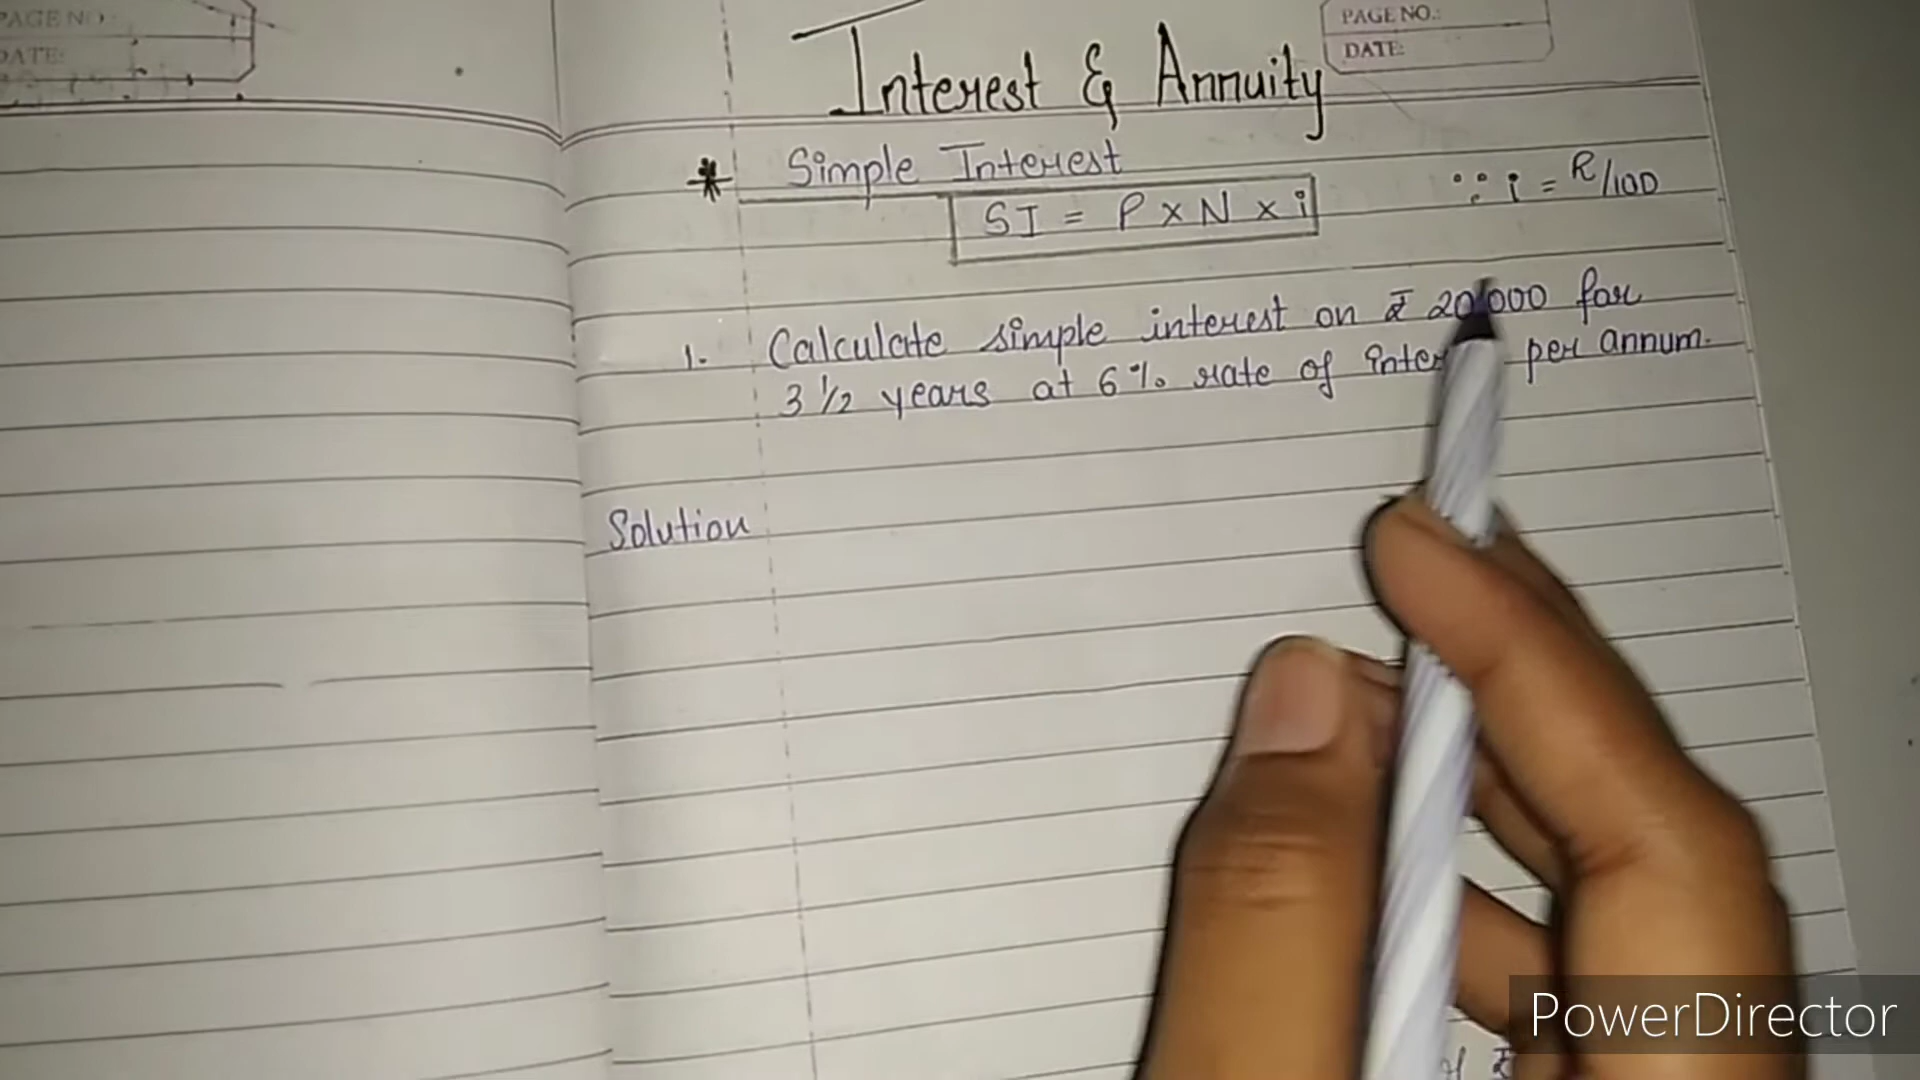 PAGE NO.:
DATE:
PAGE NO.:
DATE:
Interest & Annuity
* Simple Interest
SI = P x N x i
∵ i = R/100
1. Calculate simple interest on ₹ 20,000 for
3 1/2 years at 6% rate of per annum.
Solution
₹
PowerDirector